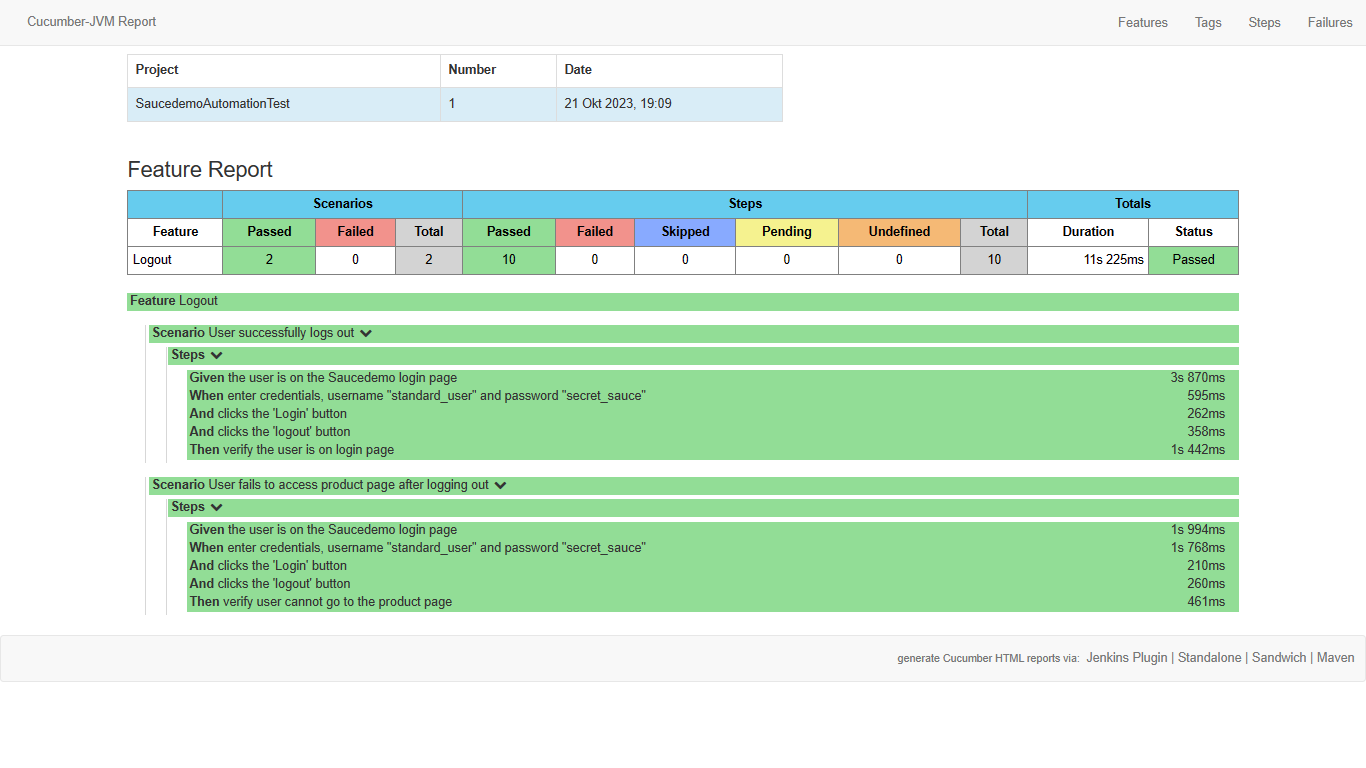 Cucumber-JVM Report Features Tags Steps Failures
Project Number Date
SaucedemoAutomationTest 1 21 Okt 2023, 19:09
Feature Report
Scenarios Steps Totals
Feature Passed Failed Total Passed Failed Skipped Pending Undefined Total Duration Status
Logout 2 0 2 10 0 0 0 0 10 11s 225ms Passed
Feature Logout
Scenario User successfully logs out
Steps
Given the user is on the Saucedemo login page 3s 870ms
When enter credentials, username "standard_user" and password "secret_sauce" 595ms
And clicks the 'Login' button 262ms
And clicks the 'logout' button 358ms
Then verify the user is on login page 1s 442ms
Scenario User fails to access product page after logging out
Steps
Given the user is on the Saucedemo login page 1s 994ms
When enter credentials, username "standard_user" and password "secret_sauce" 1s 768ms
And clicks the 'Login' button 210ms
And clicks the 'logout' button 260ms
Then verify user cannot go to the product page 461ms
generate Cucumber HTML reports via: Jenkins Plugin | Standalone | Sandwich | Maven